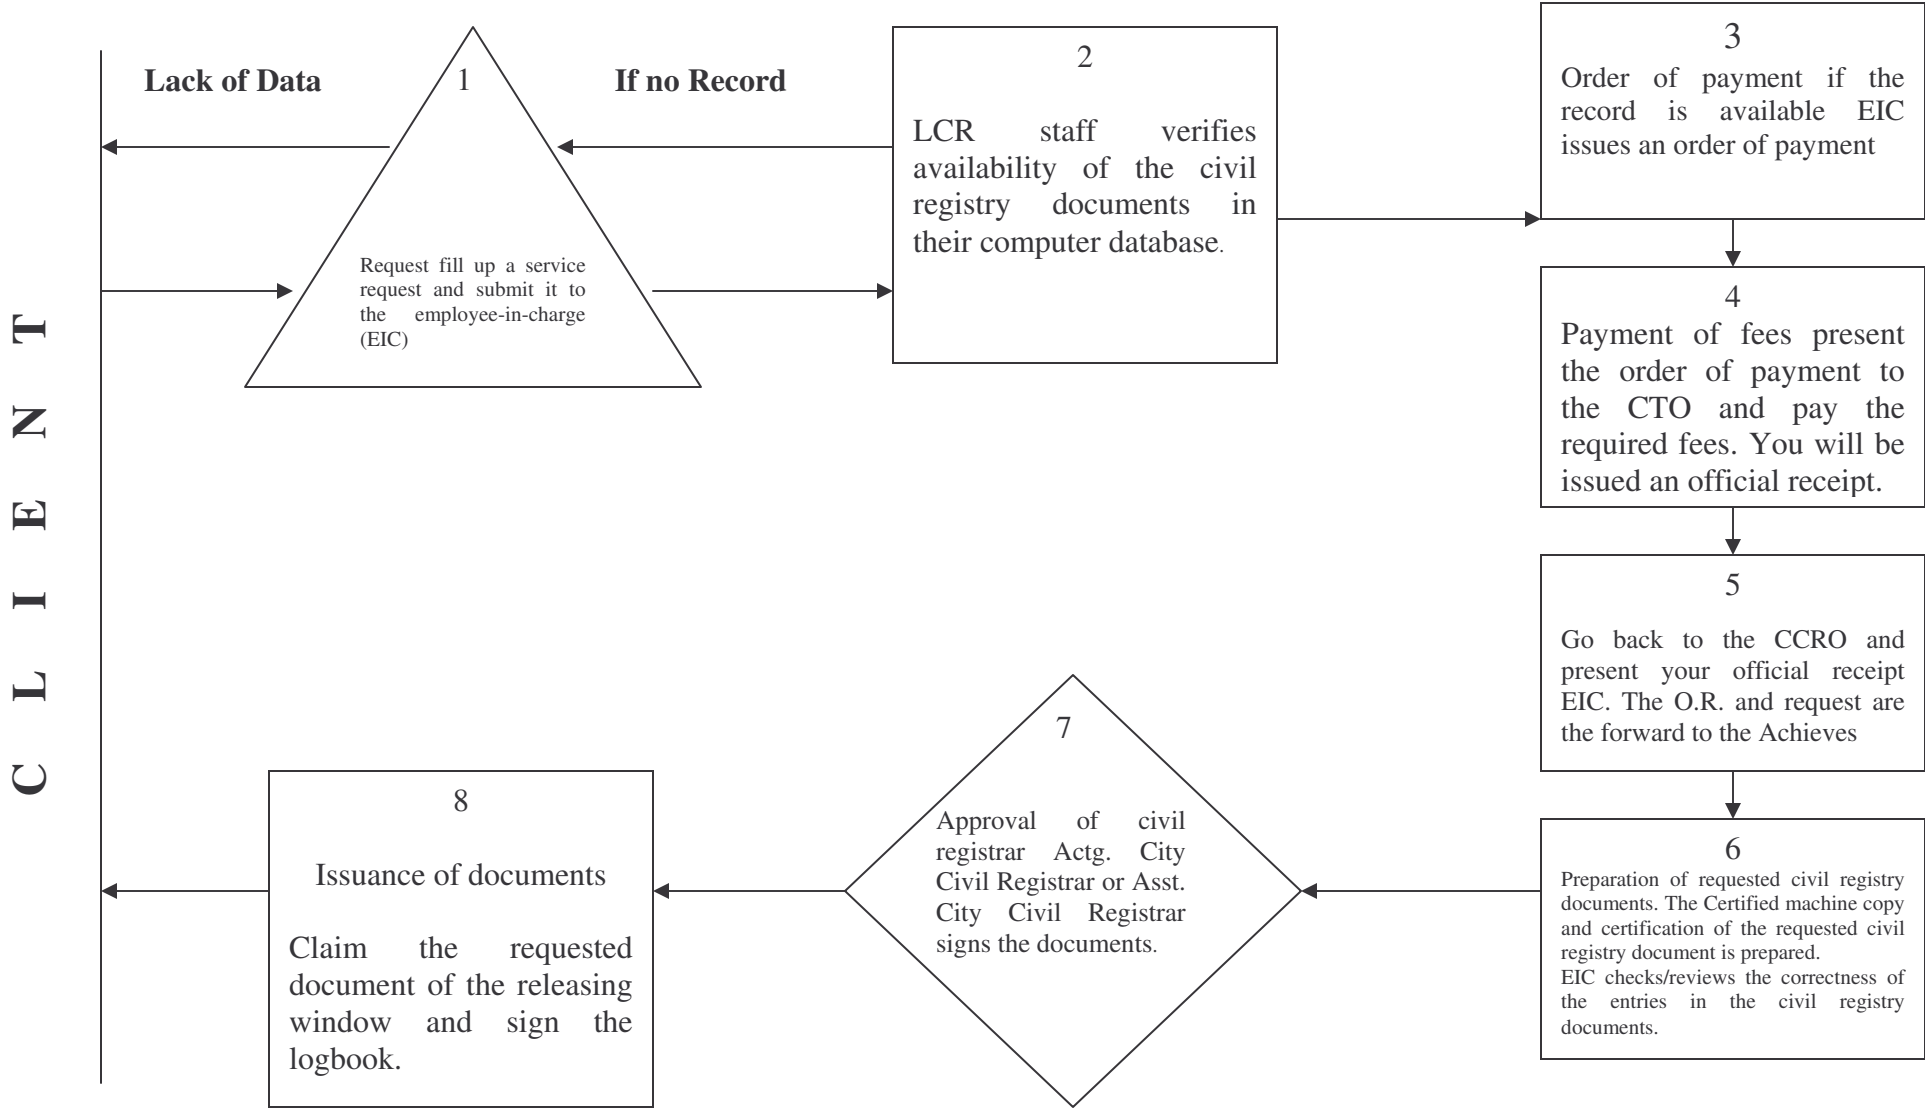 C L I E N T
Lack of Data
1
Request fill up a service
request and submit it to
the employee-in-charge
(EIC)
If no Record
2
LCR staff verifies
availability of the civil
registry documents in
their computer database.
3
Order of payment if the
record is available EIC
issues an order of payment
4
Payment of fees present
the order of payment to
the CTO and pay the
required fees. You will be
issued an official receipt.
5
Go back to the CCRO and
present your official receipt
EIC. The O.R. and request are
the forward to the Achieves
6
Preparation of requested civil registry
documents. The Certified machine copy
and certification of the requested civil
registry document is prepared.
EIC checks/reviews the correctness of
the entries in the civil registry
documents.
7
Approval of civil
registrar Actg. City
Civil Registrar or Asst.
City Civil Registrar
signs the documents.
8
Issuance of documents
Claim the requested
document of the releasing
window and sign the
logbook.